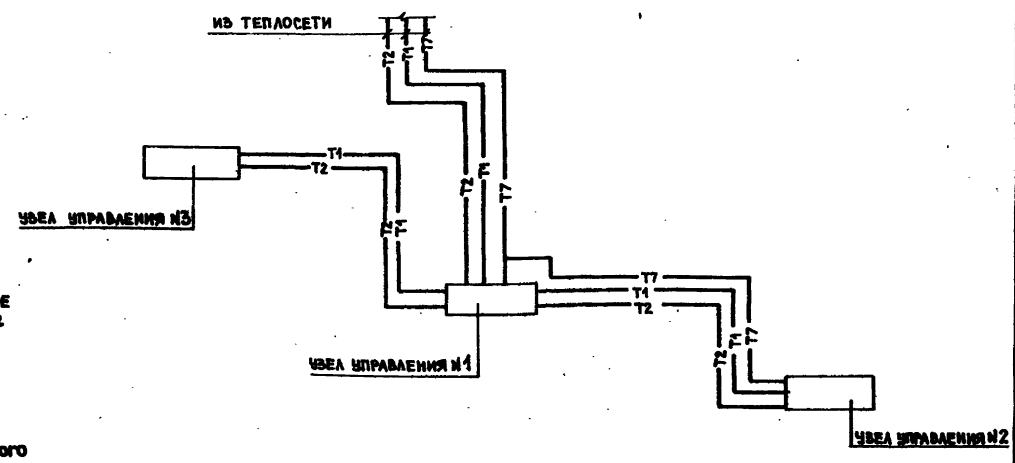 ИЗ ТЕПЛОСЕТИ
Т2
Т1
Т7
Т1
Т2
Т2
Т1
Т7
УЗЕЛ УПРАВЛЕНИЯ №3
Т2
Т1
Т7
Т1
Т2
Е
УЗЕЛ УПРАВЛЕНИЯ №1
Т2
Т1
Т7
УЗЕЛ УПРАВЛЕНИЯ №2
ОГО